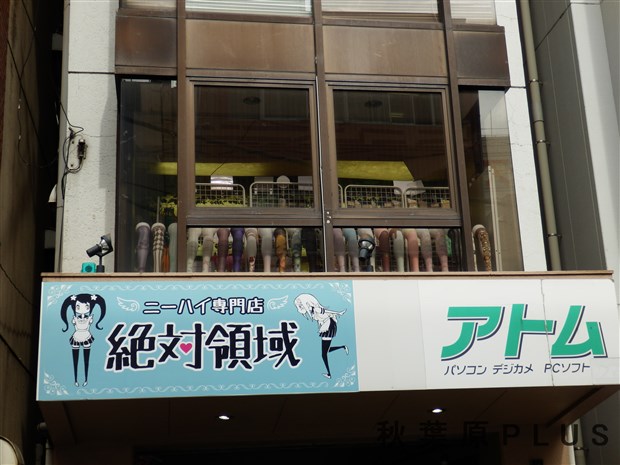 ニーハイ専門店
絶対領域
アトム
パソコン デジカメ PCソフト
秋葉原PLUS